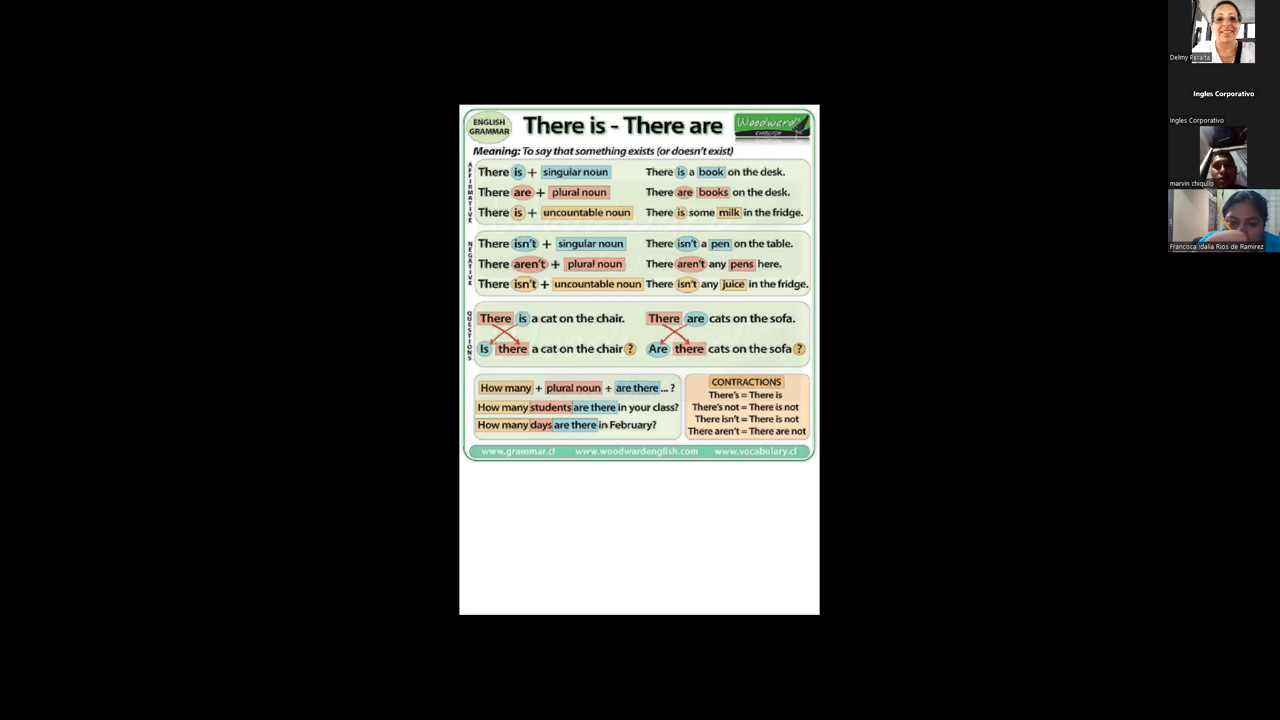 ENGLISH
GRAMMAR
There is - There are
Woodward
ENGLISH
Meaning: To say that something exists (or doesn't exist)
AFFIRMATIVE
There is + singular noun There is a book on the desk.
There are + plural noun There are books on the desk.
There is + uncountable noun There is some milk in the fridge.
NEGATIVE
There isn't + singular noun There isn't a pen on the table.
There aren't + plural noun There aren't any pens here.
There isn't + uncountable noun There isn't any juice in the fridge.
QUESTIONS
There is a cat on the chair. There are cats on the sofa.
Is there a cat on the chair ? Are there cats on the sofa ?
How many + plural noun + are there ... ?
How many students are there in your class?
How many days are there in February?
CONTRACTIONS
There's = There is
There's not = There is not
There isn't = There is not
There aren't = There are not
www.grammar.cl www.woodwardenglish.com www.vocabulary.cl
Delmy Peralta
Ingles Corporativo
Ingles Corporativo
marvin chiqullo
Francisca Idalia Rios de Ramirez